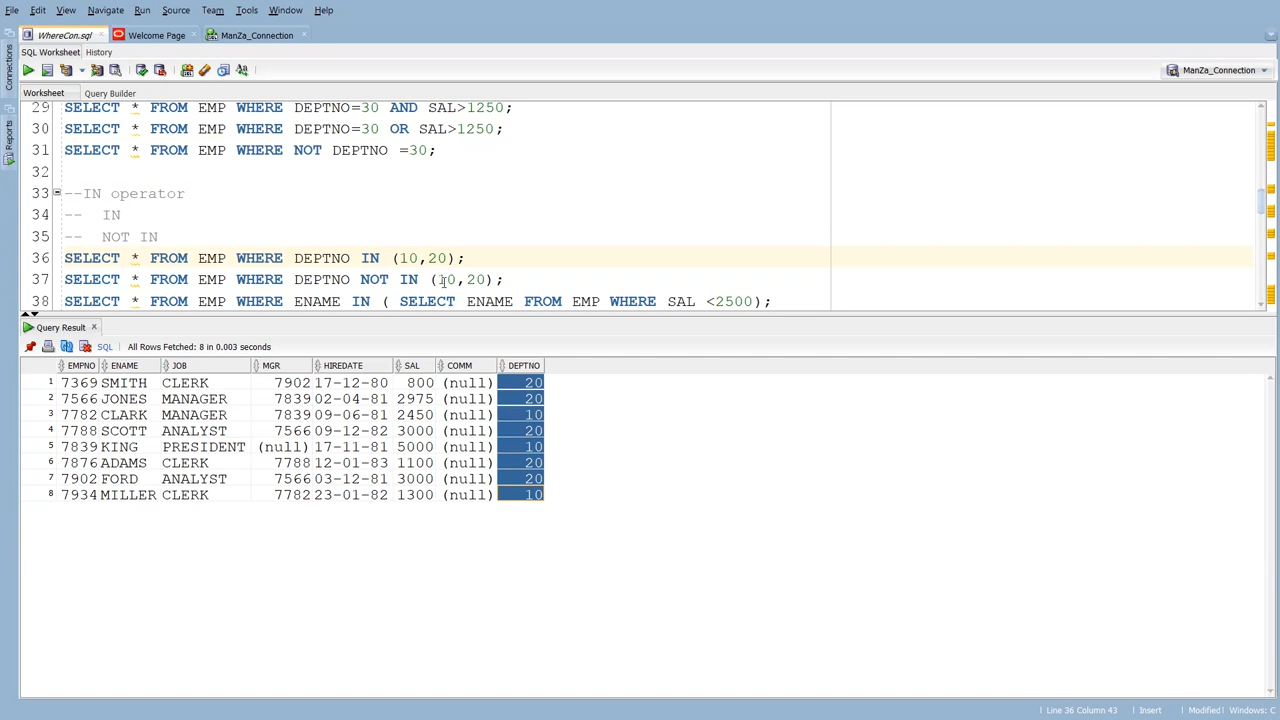 File Edit View Navigate Run Source Team Tools Window Help
WhereCon.sql Welcome Page ManZa_Connection
SQL Worksheet History
ManZa_Connection
Worksheet Query Builder
Connections
Reports
29 SELECT * FROM EMP WHERE DEPTNO=30 AND SAL>1250;
30 SELECT * FROM EMP WHERE DEPTNO=30 OR SAL>1250;
31 SELECT * FROM EMP WHERE NOT DEPTNO =30;
32
33 --IN operator
34 -- IN
35 -- NOT IN
36 SELECT * FROM EMP WHERE DEPTNO IN (10,20);
37 SELECT * FROM EMP WHERE DEPTNO NOT IN (10,20);
38 SELECT * FROM EMP WHERE ENAME IN ( SELECT ENAME FROM EMP WHERE SAL <2500);
Query Result
SQL All Rows Fetched: 8 in 0.003 seconds
EMPNO ENAME JOB MGR HIREDATE SAL COMM DEPTNO
1 7369 SMITH CLERK 7902 17-12-80 800 (null) 20
2 7566 JONES MANAGER 7839 02-04-81 2975 (null) 20
3 7782 CLARK MANAGER 7839 09-06-81 2450 (null) 10
4 7788 SCOTT ANALYST 7566 09-12-82 3000 (null) 20
5 7839 KING PRESIDENT (null) 17-11-81 5000 (null) 10
6 7876 ADAMS CLERK 7788 12-01-83 1100 (null) 20
7 7902 FORD ANALYST 7566 03-12-81 3000 (null) 20
8 7934 MILLER CLERK 7782 23-01-82 1300 (null) 10
Line 36 Column 43 Insert Modified Windows: C